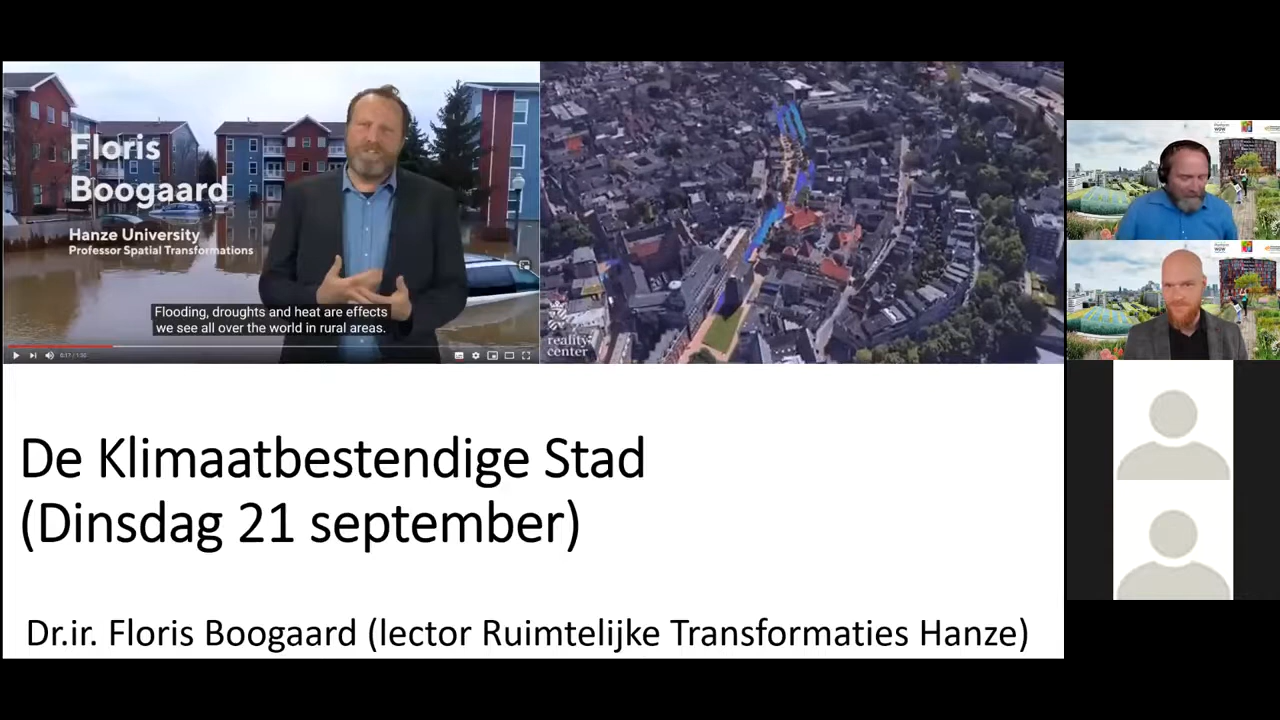 Floris
Boogaard
Hanze University
Professor Spatial Transformations
Flooding, droughts and heat are effects
we see all over the world in rural areas.
reality
center
De Klimaatbestendige Stad
(Dinsdag 21 september)
Dr.ir. Floris Boogaard (lector Ruimtelijke Transformaties Hanze)